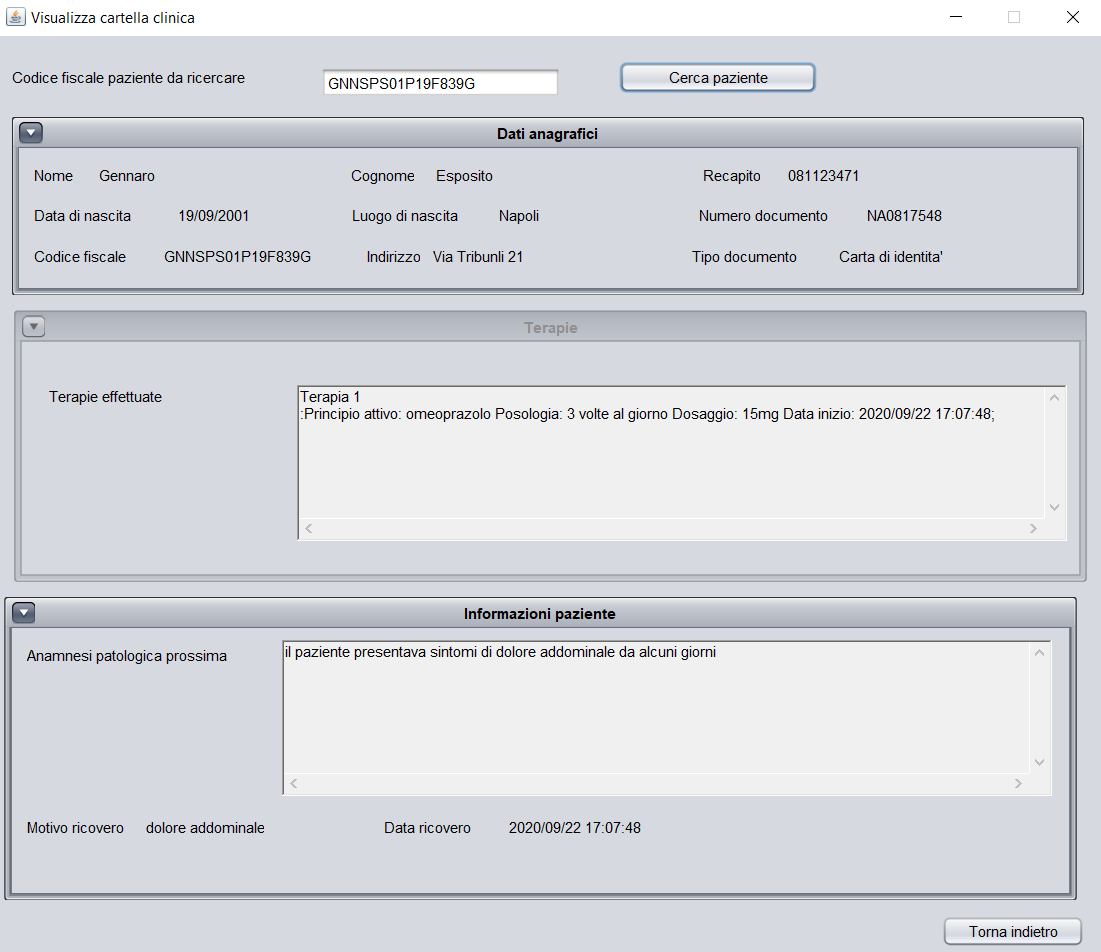 Visualizza cartella clinica
Codice fiscale paziente da ricercare GNNSPS01P19F839G Cerca paziente
Dati anagrafici
Nome Gennaro Cognome Esposito Recapito 081123471
Data di nascita 19/09/2001 Luogo di nascita Napoli Numero documento NA0817548
Codice fiscale GNNSPS01P19F839G Indirizzo Via Tribunli 21 Tipo documento Carta di identita'
Terapie
Terapie effettuate Terapia 1
:Principio attivo: omeoprazolo Posologia: 3 volte al giorno Dosaggio: 15mg Data inizio: 2020/09/22 17:07:48;
Informazioni paziente
Anamnesi patologica prossima il paziente presentava sintomi di dolore addominale da alcuni giorni
Motivo ricovero dolore addominale Data ricovero 2020/09/22 17:07:48
Torna indietro